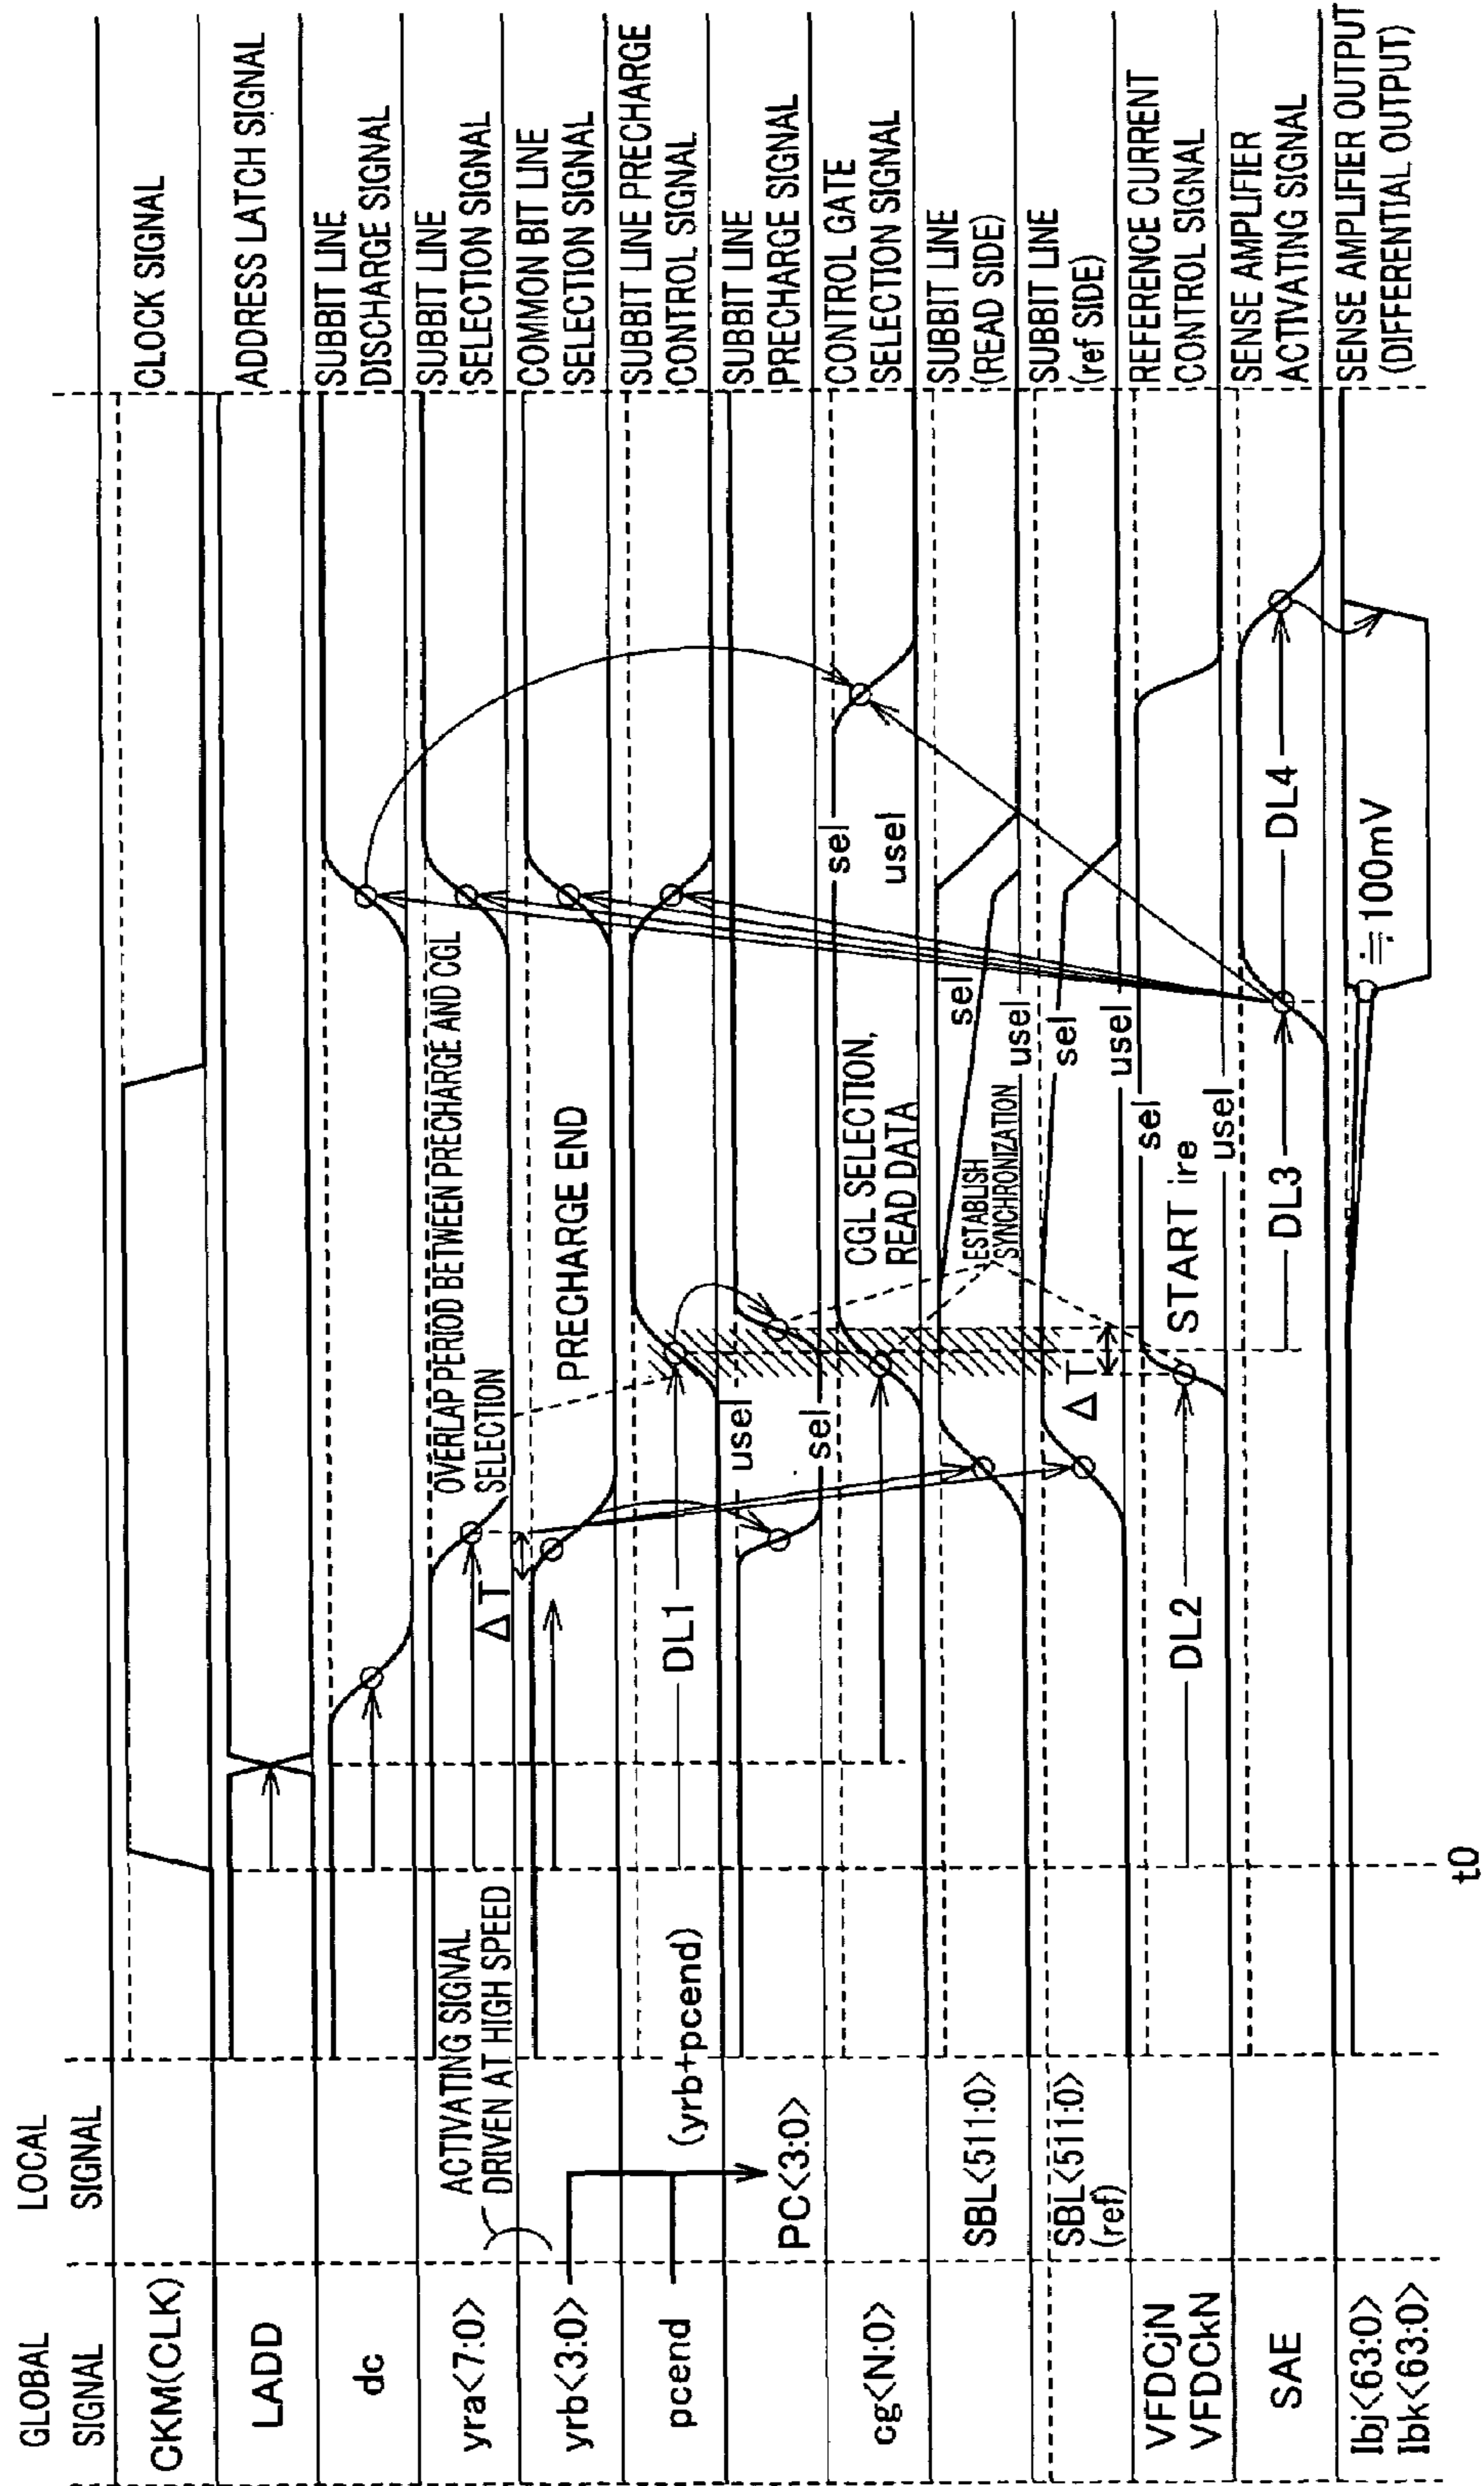 GLOBAL
SIGNAL
LOCAL
SIGNAL
CKM(CLK)
CLOCK SIGNAL
LADD
ADDRESS LATCH SIGNAL
dc
SUBBIT LINE
DISCHARGE SIGNAL
yra<7:0>
ACTIVATING SIGNAL
DRIVEN AT HIGH SPEED
OVERLAP PERIOD BETWEEN PRECHARGE AND CGL
SELECTION
SUBBIT LINE
SELECTION SIGNAL
ΔT
yrb<3:0>
PRECHARGE END
COMMON BIT LINE
SELECTION SIGNAL
pcend
(yrb+pcend)
DL1
SUBBIT LINE PRECHARGE
CONTROL SIGNAL
PC<3:0>
usel
sel
SUBBIT LINE
PRECHARGE SIGNAL
cg<N:0>
CGL SELECTION,
READ DATA
sel
usel
CONTROL GATE
SELECTION SIGNAL
SBL<511:0>
ESTABLISH
SYNCHRONIZATION
sel
usel
SUBBIT LINE
(READ SIDE)
SBL<511:0>
(ref)
ΔT
sel
usel
SUBBIT LINE
(ref SIDE)
VFDCjN
VFDCkN
DL2
START ire
sel
usel
REFERENCE CURRENT
CONTROL SIGNAL
SAE
DL3
DL4
SENSE AMPLIFIER
ACTIVATING SIGNAL
Ibj<63:0>
Ibk<63:0>
≒100mV
SENSE AMPLIFIER OUTPUT
(DIFFERENTIAL OUTPUT)
t0